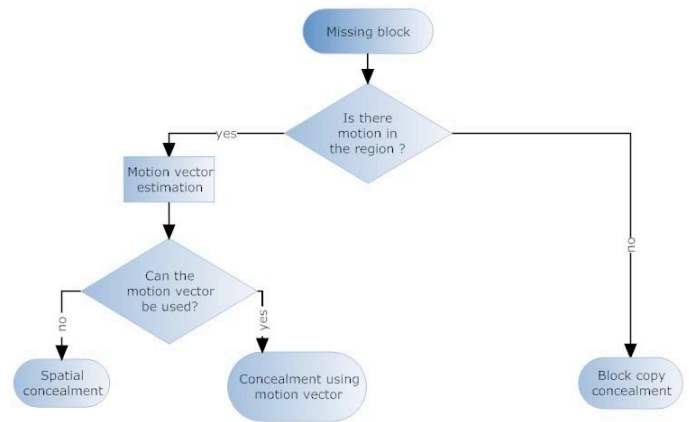 Missing block
Is there
motion in
the region ?
yes
no
Motion vector
estimation
Can the
motion vector
be used?
no
yes
Spatial
concealment
Concealment using
motion vector
Block copy
concealment